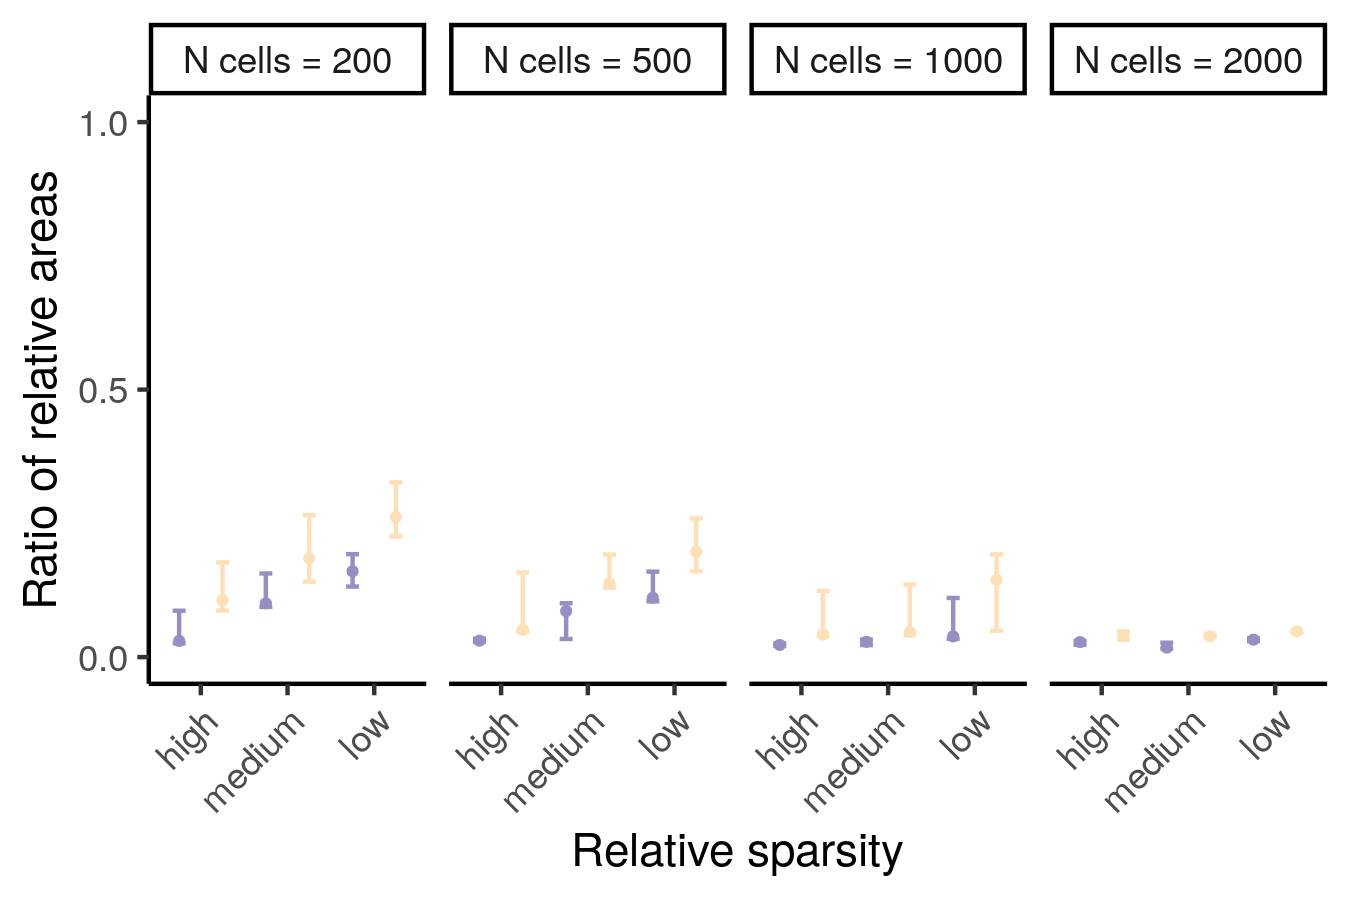 N cells = 200
N cells = 500
N cells = 1000
N cells = 2000
Ratio of relative areas
1.0
0.5
0.0
high
medium
low
high
medium
low
high
medium
low
high
medium
low
Relative sparsity